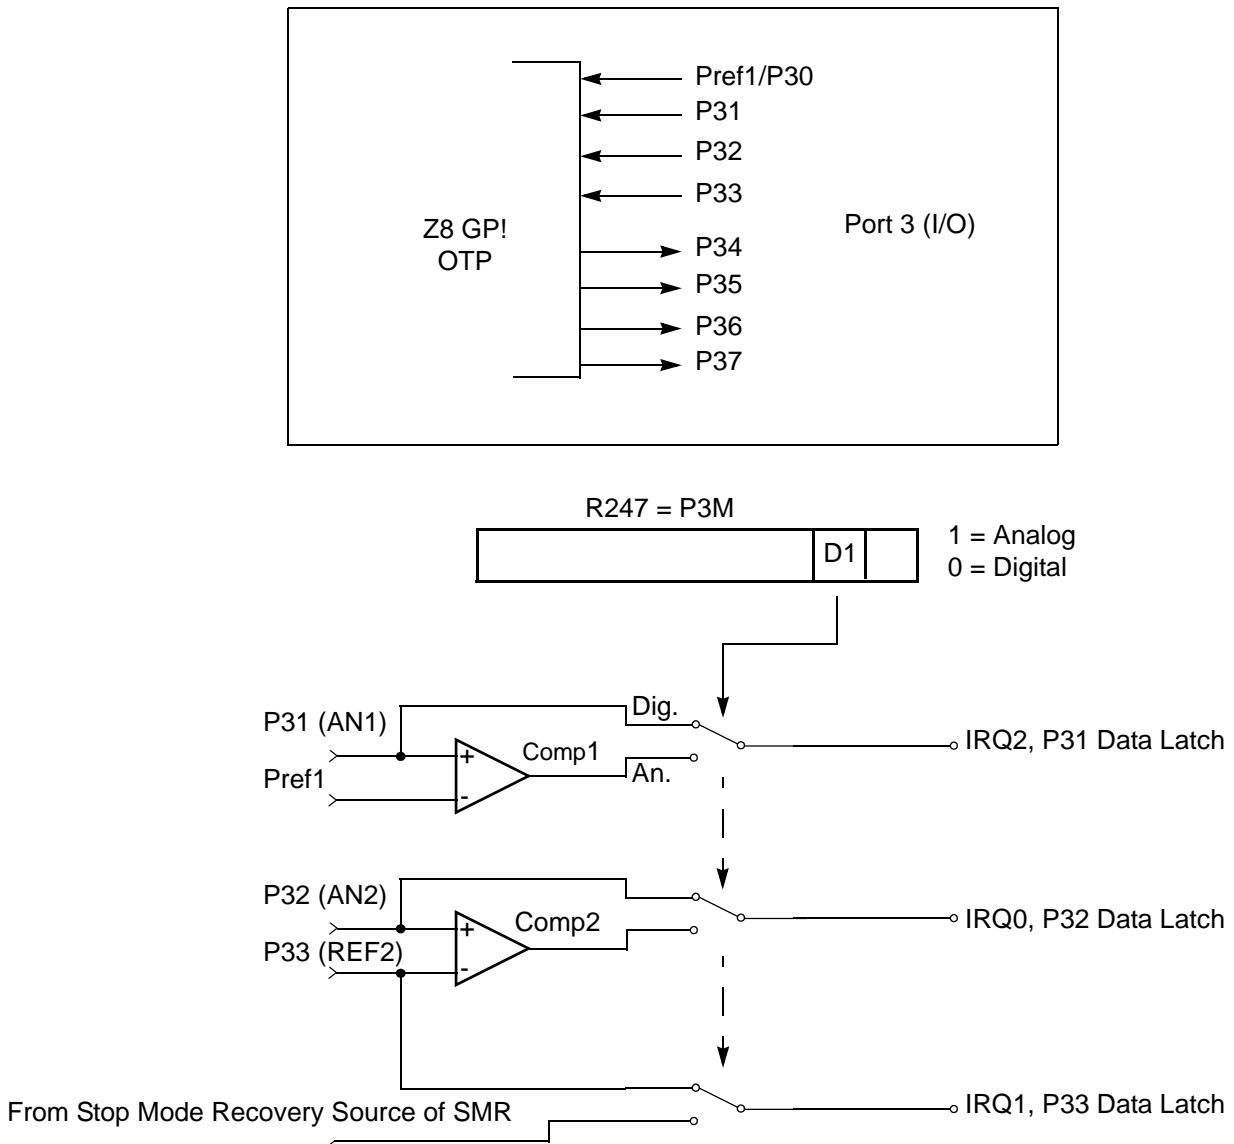 Pref1/P30
P31
P32
P33
Z8 GP!
OTP
Port 3 (I/O)
P34
P35
P36
P37
R247 = P3M
D1
1 = Analog
0 = Digital
P31 (AN1)
Dig.
+
Comp1
IRQ2, P31 Data Latch
Pref1
-
An.
P32 (AN2)
+
Comp2
IRQ0, P32 Data Latch
P33 (REF2)
-
From Stop Mode Recovery Source of SMR
IRQ1, P33 Data Latch